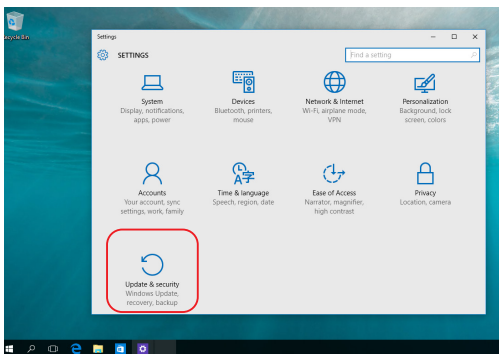 Recycle Bin
Settings
SETTINGS
Find a setting
System
Display, notifications,
apps, power
Devices
Bluetooth, printers,
mouse
Network & Internet
Wi-Fi, airplane mode,
VPN
Personalization
Background, lock
screen, colors
Accounts
Your account, sync
settings, work, family
Time & language
Speech, region, date
Ease of Access
Narrator, magnifier,
high contrast
Privacy
Location, camera
Update & security
Windows Update,
recovery, backup